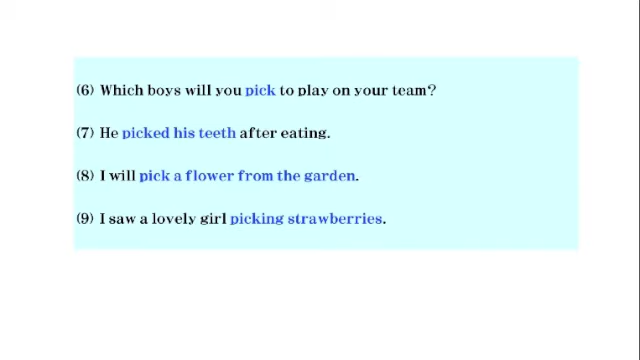 (6) Which boys will you pick to play on your team?
(7) He picked his teeth after eating.
(8) I will pick a flower from the garden.
(9) I saw a lovely girl picking strawberries.